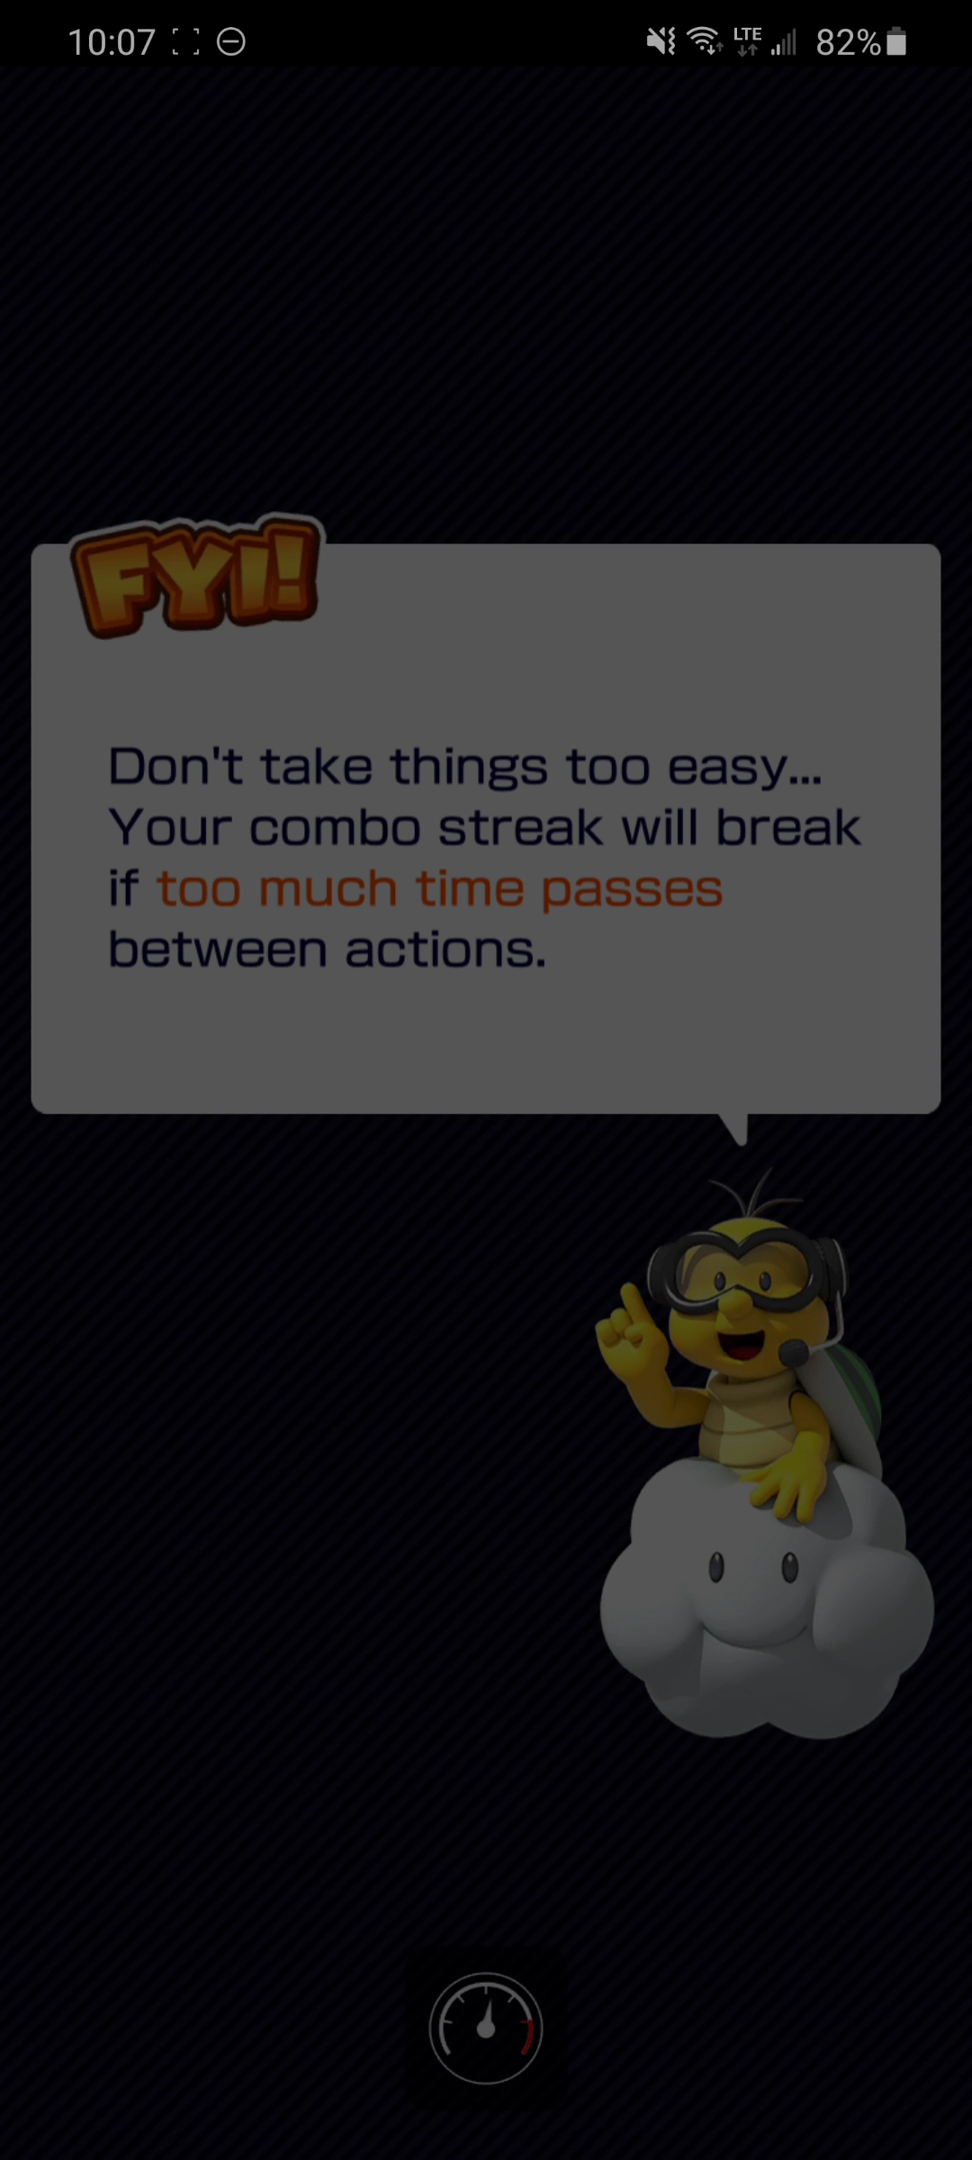 10:07 LTE 82%
FYI!
Don't take things too easy...
Your combo streak will break
if too much time passes
between actions.